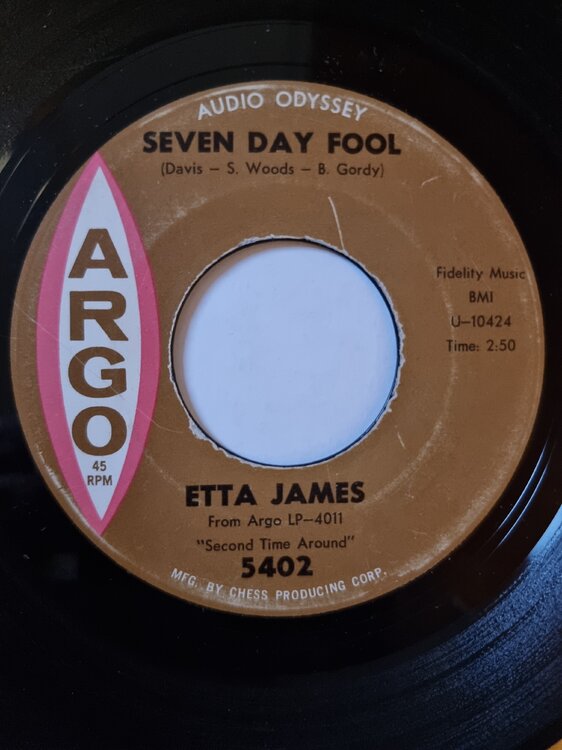 AUDIO ODYSSEY
SEVEN DAY FOOL
(Davis – S. Woods – B. Gordy)
ARGO
45
RPM
Fidelity Music
BMI
U–10424
Time: 2:50
ETTA JAMES
From Argo LP–4011
"Second Time Around"
5402
MFG. BY CHESS PRODUCING CORP.